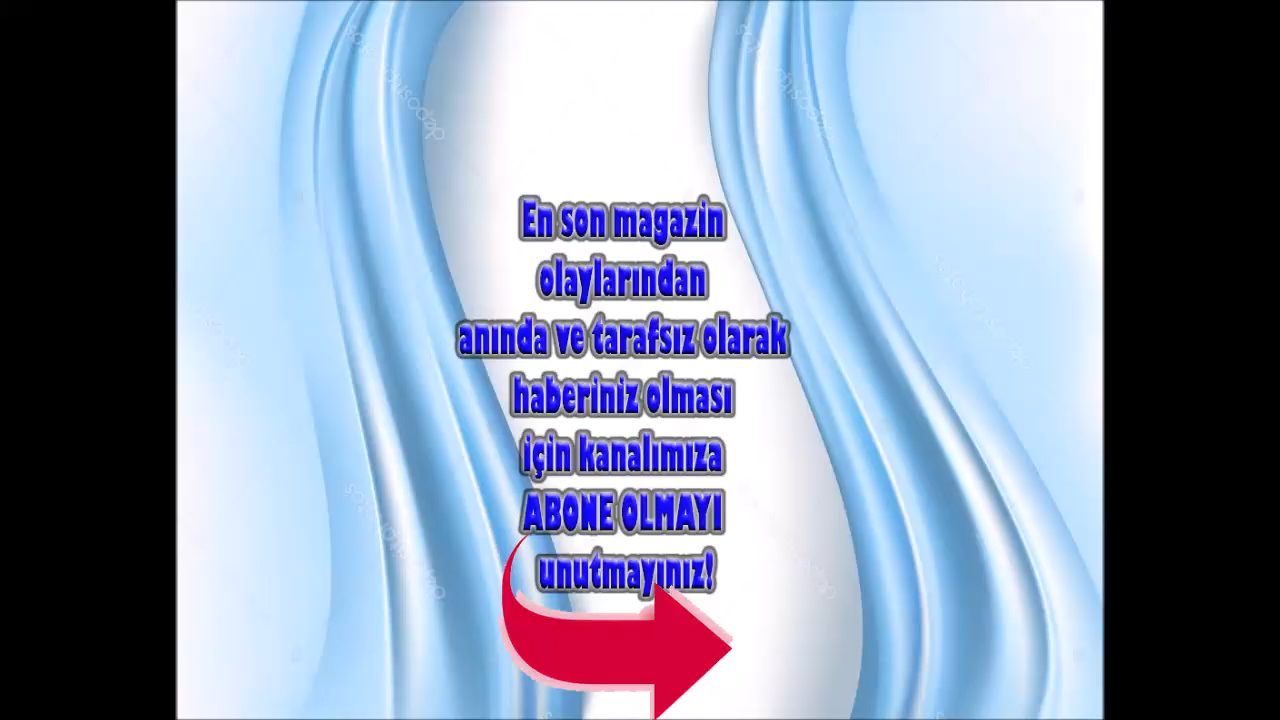 En son magazin
olaylarından
anında ve tarafsız olarak
haberiniz olması
için kanalımıza
ABONE OLMAYI
unutmayınız!